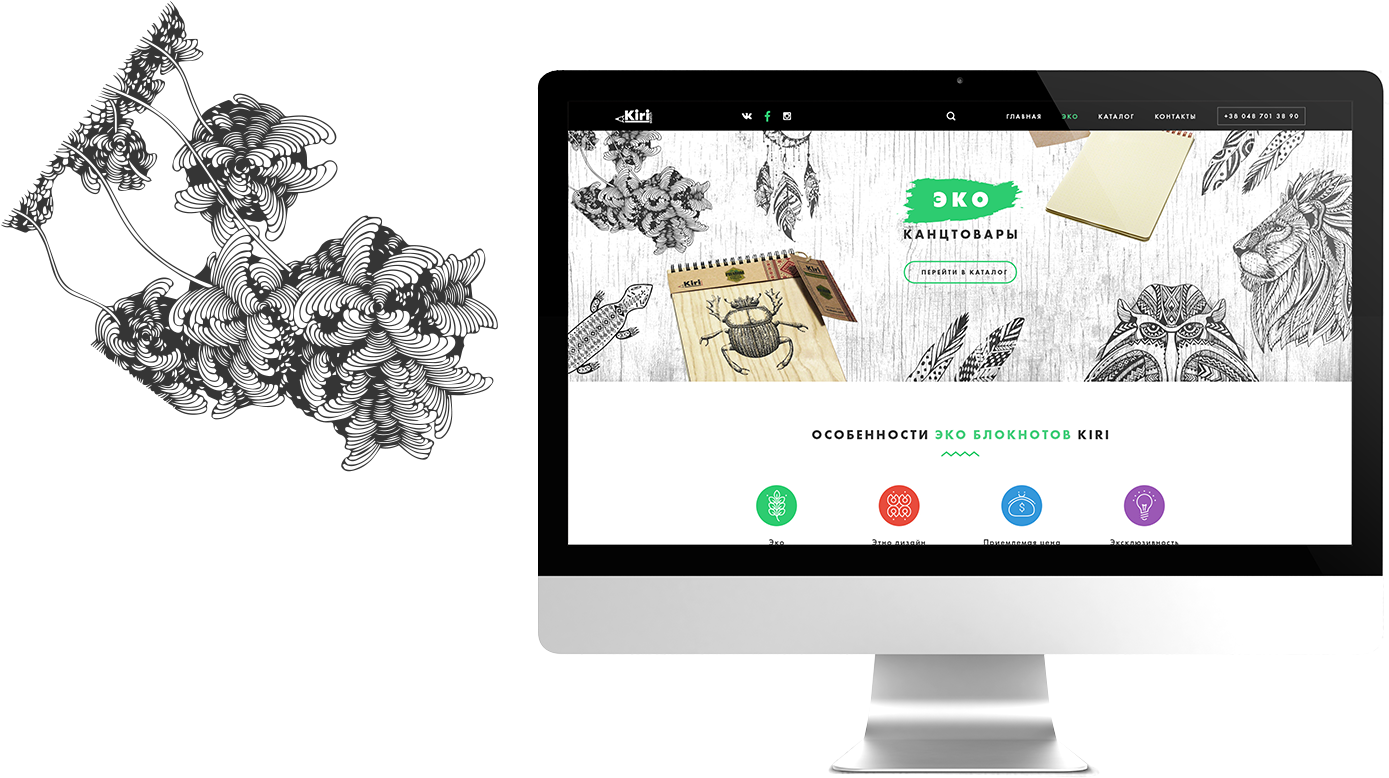 Kiri
ГЛАВНАЯ
ЭКО
КАТАЛОГ
КОНТАКТЫ
+38 048 701 38 90
ЭКО
КАНЦТОВАРЫ
ПЕРЕЙТИ В КАТАЛОГ
Kiri
Kiri
ОСОБЕННОСТИ ЭКО БЛОКНОТОВ KIRI
Эко
Этно дизайн
Приемлемая цена
Эксклюзивность